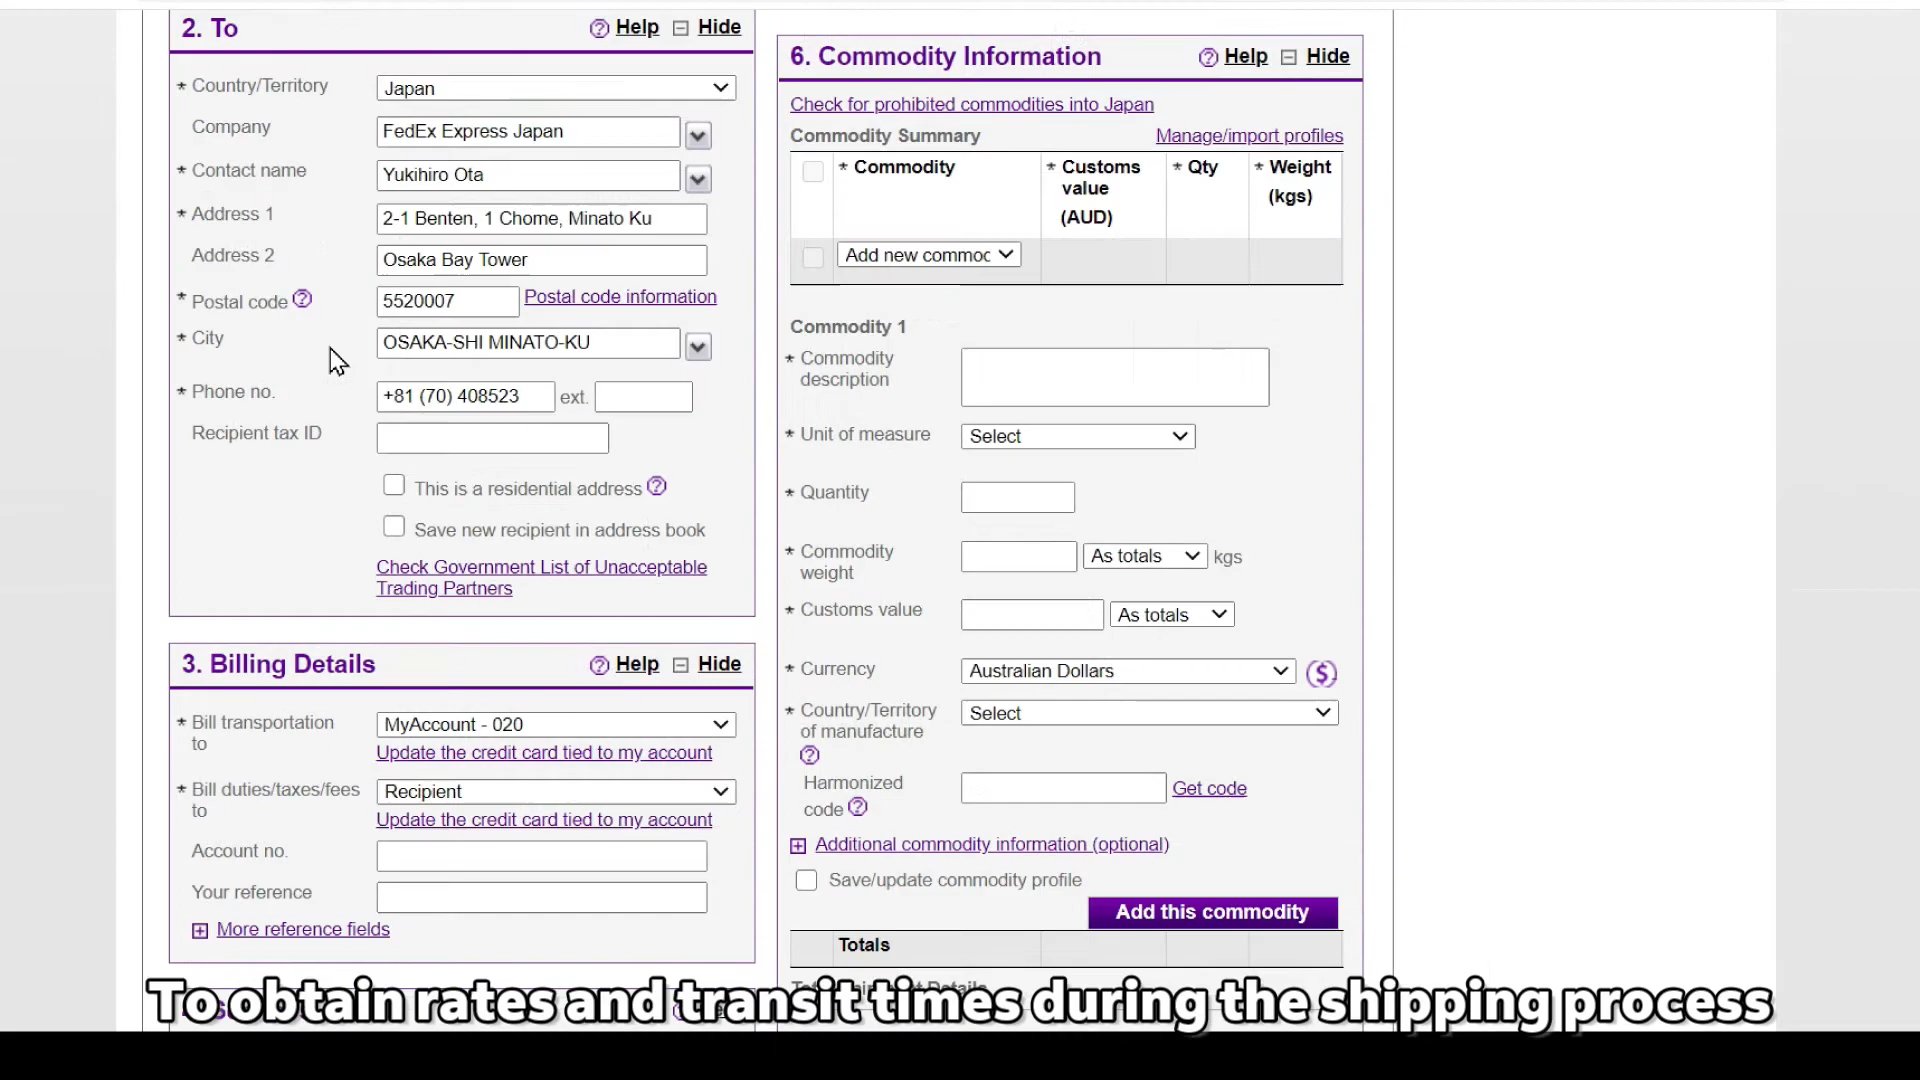 2. To
Help
Hide
* Country/Territory
Japan
Company
FedEx Express Japan
* Contact name
Yukihiro Ota
* Address 1
2-1 Benten, 1 Chome, Minato Ku
Address 2
Osaka Bay Tower
* Postal code
5520007
Postal code information
* City
OSAKA-SHI MINATO-KU
* Phone no.
+81 (70) 408523
ext.
Recipient tax ID
This is a residential address
Save new recipient in address book
Check Government List of Unacceptable
Trading Partners
3. Billing Details
Help
Hide
* Bill transportation
to
MyAccount - 020
Update the credit card tied to my account
* Bill duties/taxes/fees
to
Recipient
Update the credit card tied to my account
Account no.
Your reference
More reference fields
6. Commodity Information
Help
Hide
Check for prohibited commodities into Japan
Commodity Summary
Manage/import profiles
* Commodity
* Customs
value
(AUD)
* Qty
* Weight
(kgs)
Add new commoc
Commodity 1
* Commodity
description
* Unit of measure
Select
* Quantity
* Commodity
weight
As totals
kgs
* Customs value
As totals
* Currency
Australian Dollars
* Country/Territory
of manufacture
Select
Harmonized
code
Get code
Additional commodity information (optional)
Save/update commodity profile
Add this commodity
Totals
To obtain rates and transit times during the shipping process